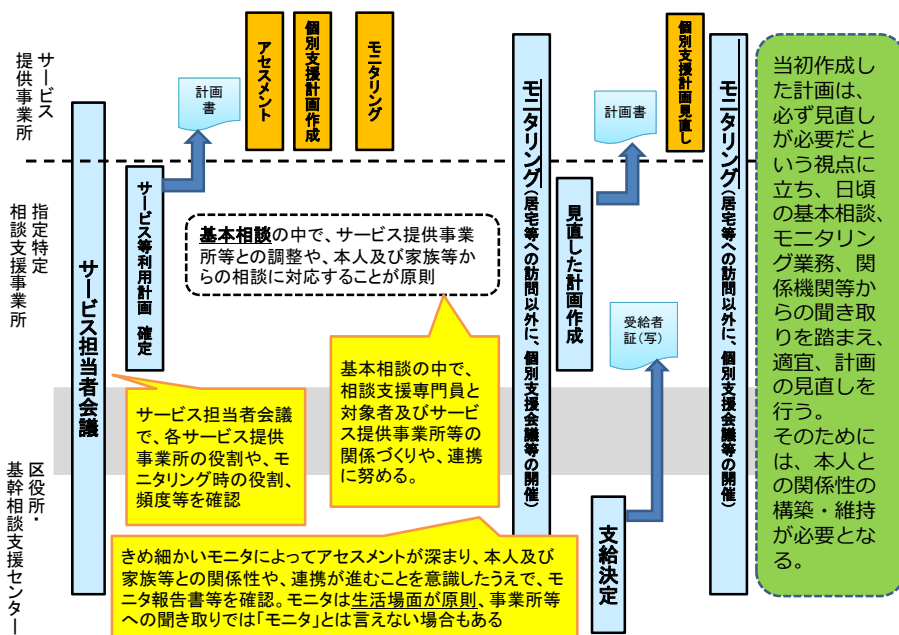 サービス
提供事業所
指定特定
相談支援事業所
区役所・
基幹相談支援センター
サービス担当者会議
サービス等利用計画 確定
計画
書
アセスメント
個別支援計画作成
モニタリング
基本相談の中で、サービス提供事業
所等との調整や、本人及び家族等か
らの相談に対応することが原則
サービス担当者会議
で、各サービス提供
事業所の役割や、モ
ニタリング時の役割、
頻度等を確認
基本相談の中で、
相談支援専門員と
対象者及びサービ
ス提供事業所等の
関係づくりや、連携
に努める。
きめ細かいモニタによってアセスメントが深まり、本人及び
家族等との関係性や、連携が進むことを意識したうえで、モ
ニタ報告書等を確認。モニタは生活場面が原則、事業所等
への聞き取りでは「モニタ」とは言えない場合もある
モニタリング(居宅等への訪問以外に、個別支援会議等の開催)
見直した計画作成
計画書
支給決定
受給者
証(写)
個別支援計画見直し
モニタリング(居宅等への訪問以外に、個別支援会議等の開催)
当初作成し
た計画は、
必ず見直し
が必要だと
いう視点に
立ち、日頃
の基本相談、
モニタリン
グ業務、関
係機関等か
らの聞き取
りを踏まえ、
適宜、計画
の見直しを
行う。
そのために
は、本人と
の関係性の
構築・維持
が必要とな
る。